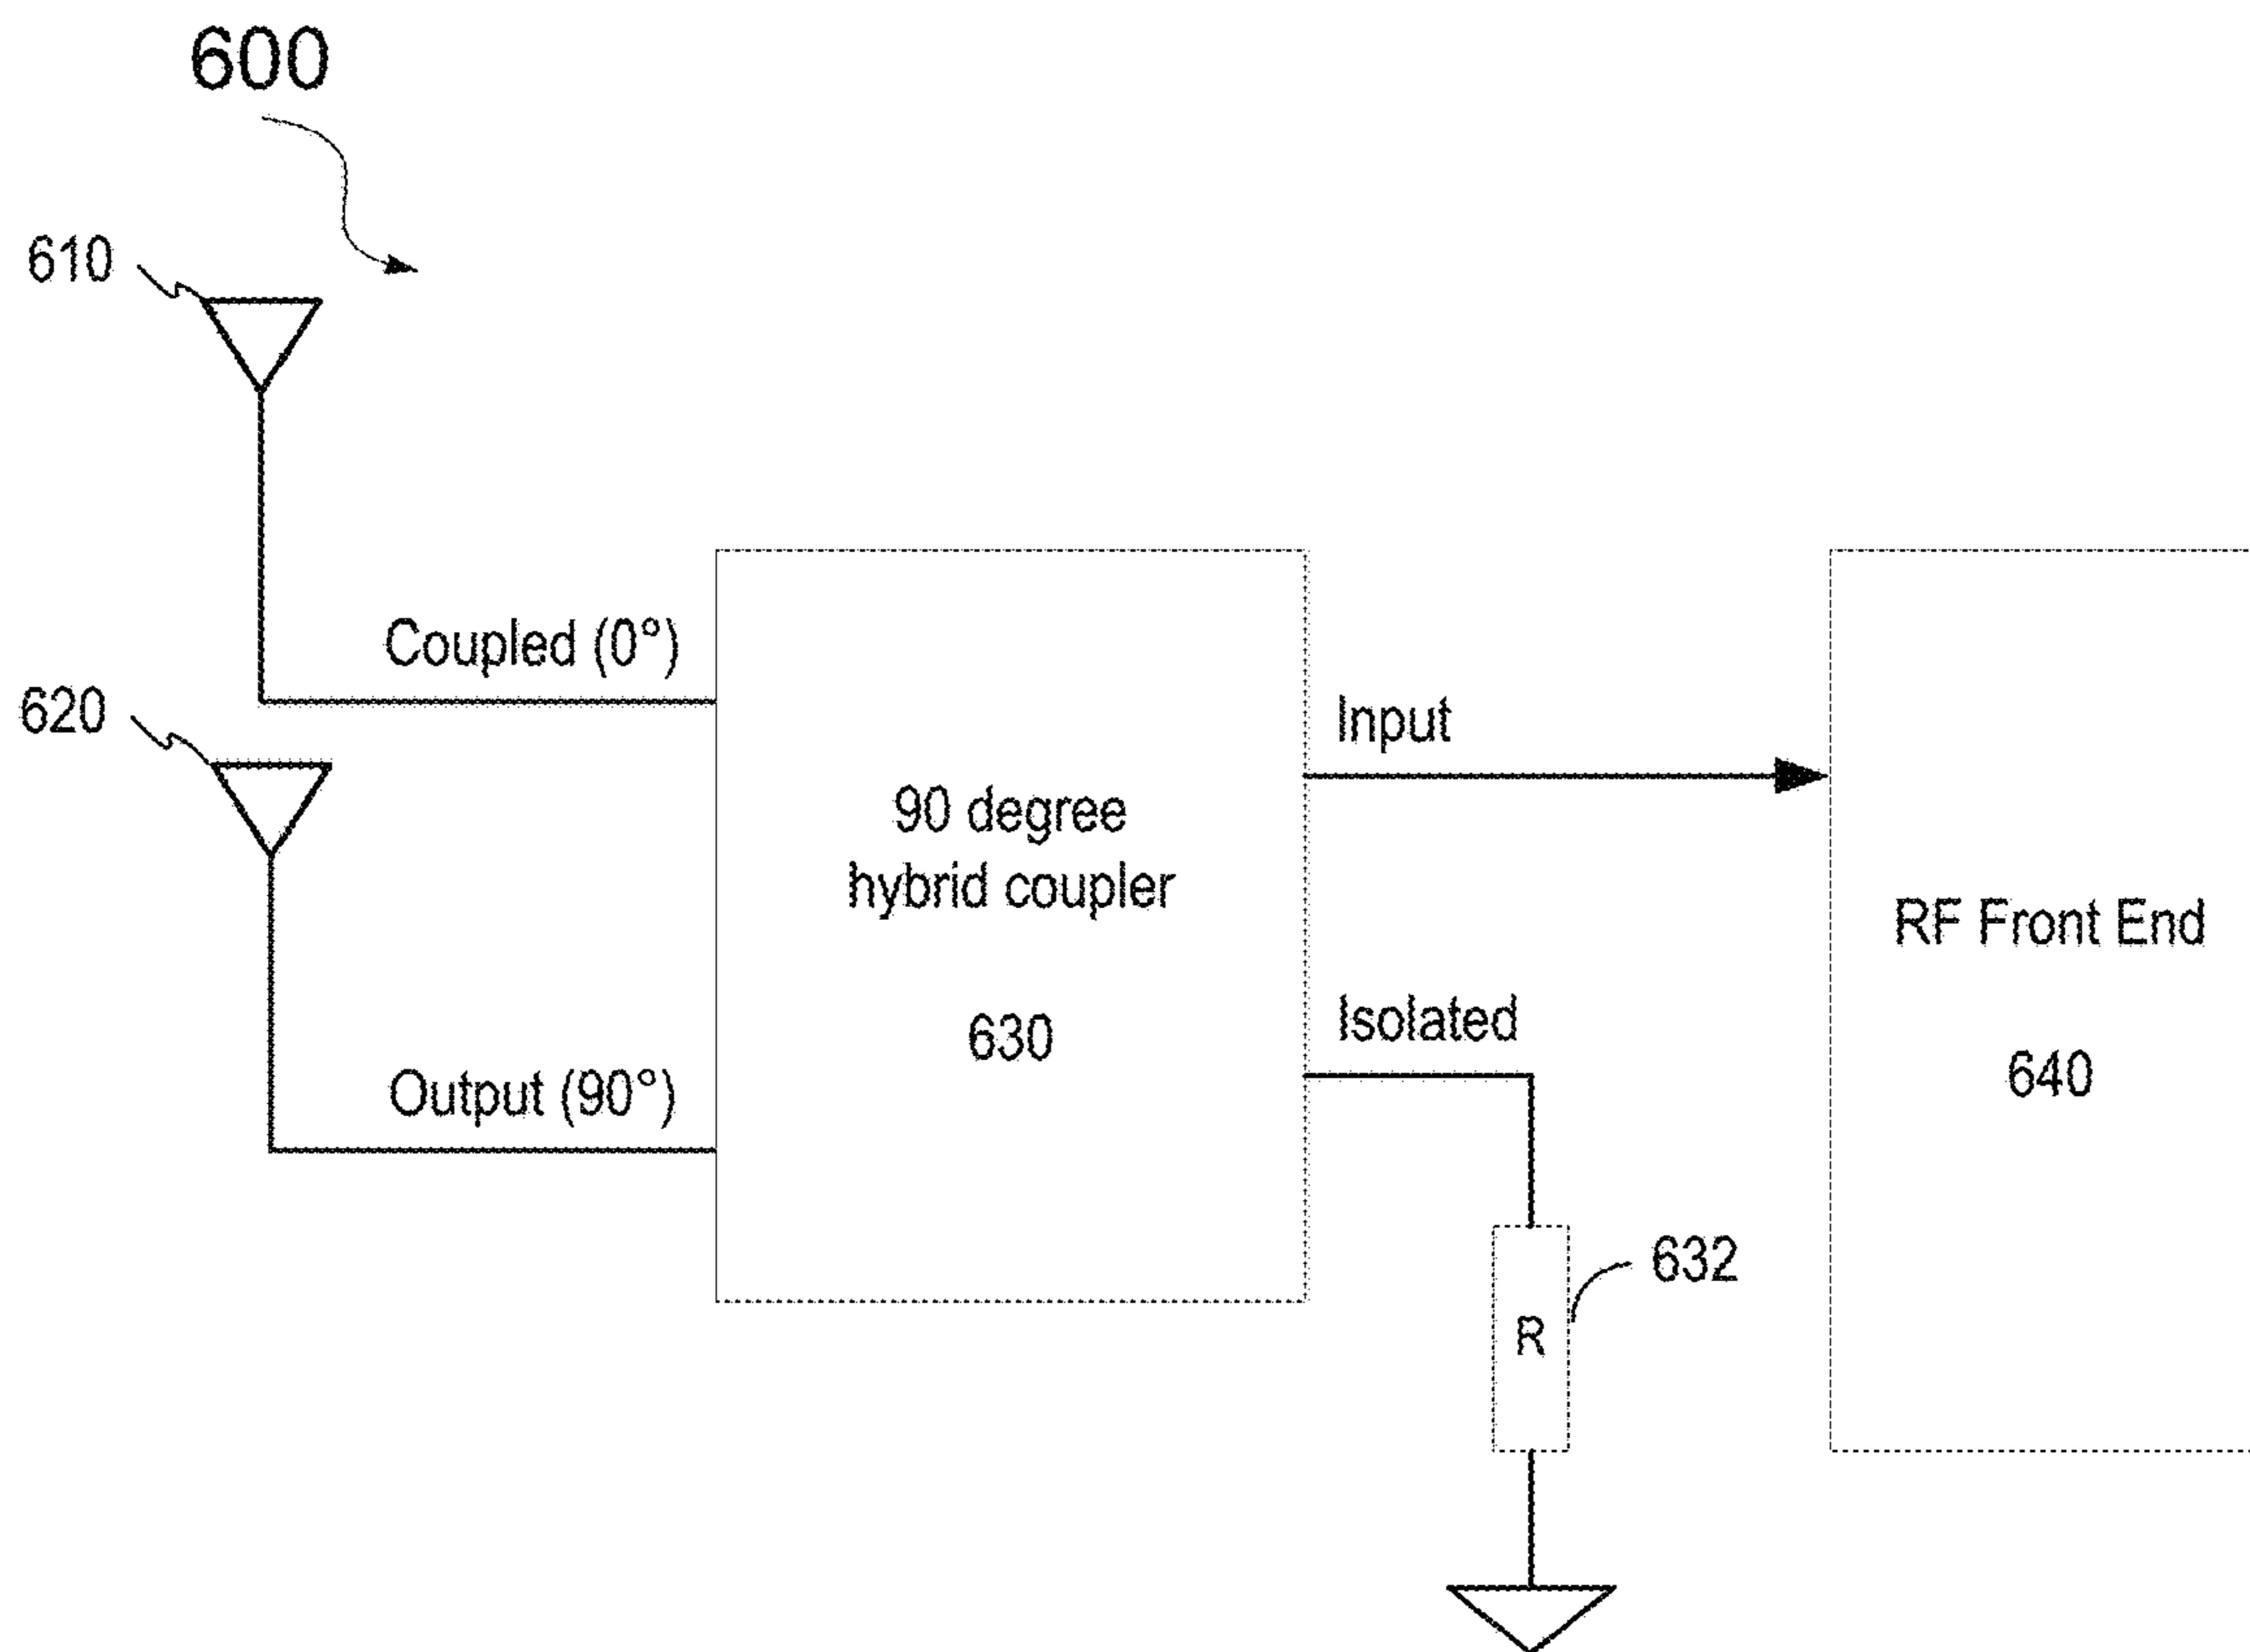 600
610
Coupled (0°)
620
Input
90 degree
hybrid coupler
630
RF Front End
640
Isolated
Output (90°)
632
R